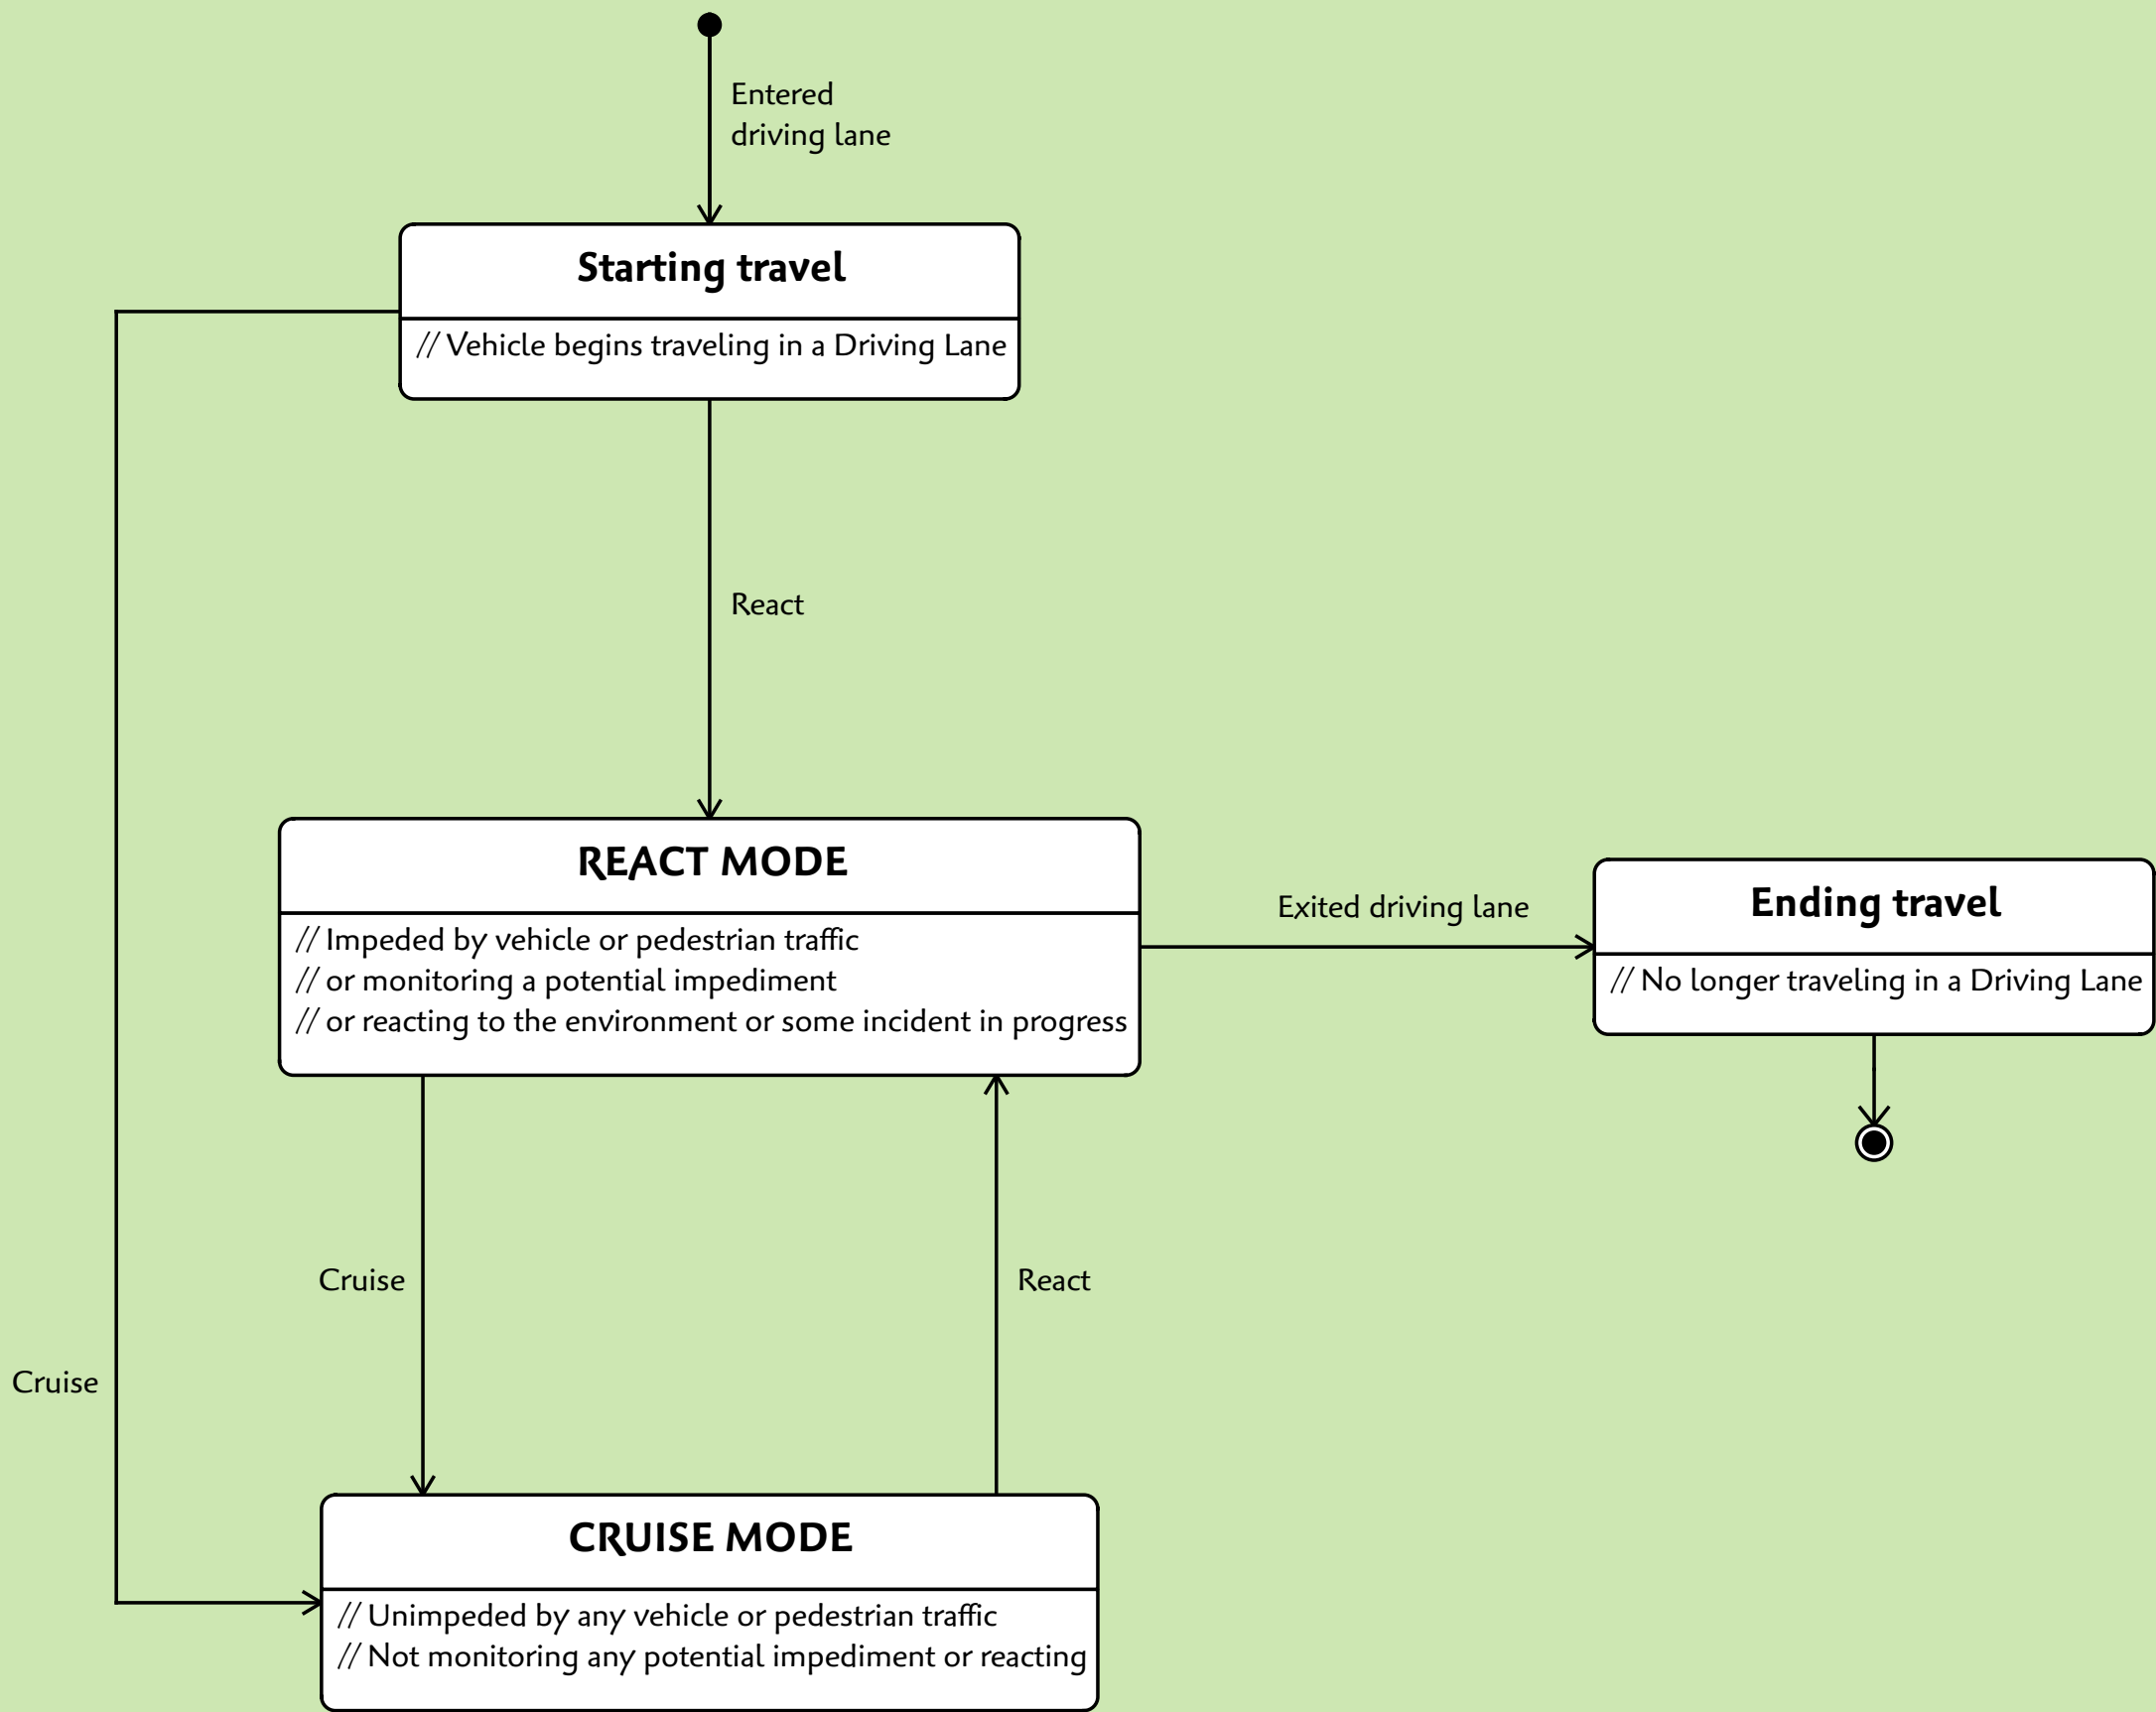 Entered
driving lane
Starting travel
// Vehicle begins traveling in a Driving Lane
React
REACT MODE
// Impeded by vehicle or pedestrian traffic
// or monitoring a potential impediment
// or reacting to the environment or some incident in progress
Exited driving lane
Ending travel
// No longer traveling in a Driving Lane
Cruise
React
Cruise
CRUISE MODE
// Unimpeded by any vehicle or pedestrian traffic
// Not monitoring any potential impediment or reacting